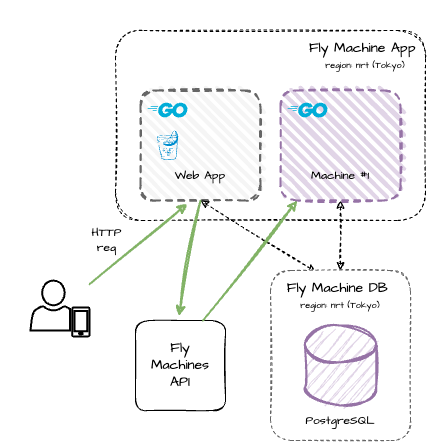 Fly Machine App
region: nrt (Tokyo)
GO
Web App
GO
Machine #1
HTTP
req
Fly
Machines
API
Fly Machine DB
region: nrt (Tokyo)
PostgreSQL